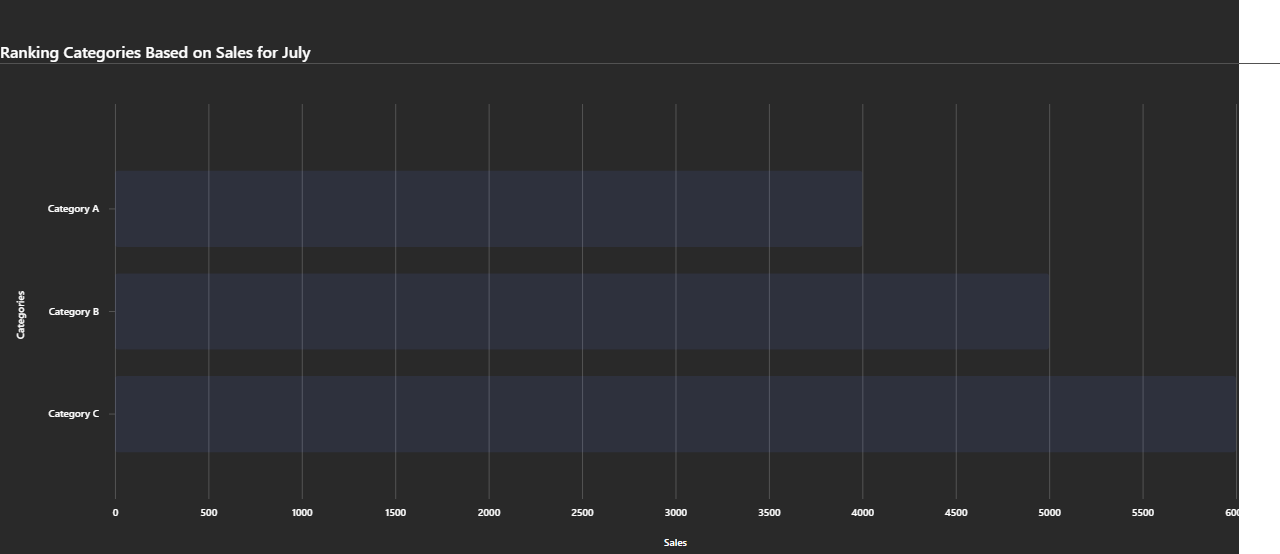 Ranking Categories Based on Sales for July
Categories
Category A
Category B
Category C
0 500 1000 1500 2000 2500 3000 3500 4000 4500 5000 5500 600
Sales